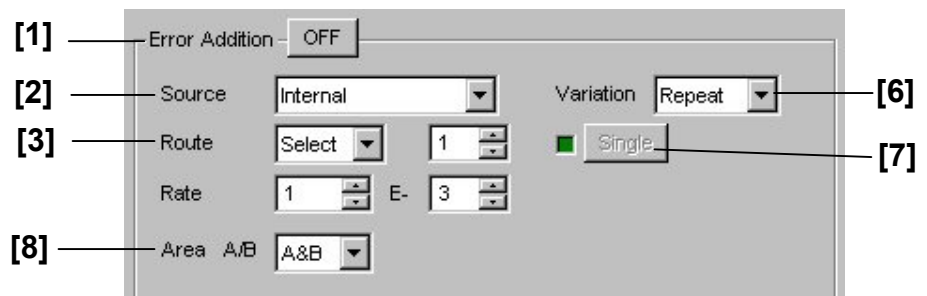 [1] Error Addition OFF
[2] Source Internal Variation Repeat [6]
[3] Route Select 1 Single [7]
Rate 1 E- 3
[8] Area A/B A&B